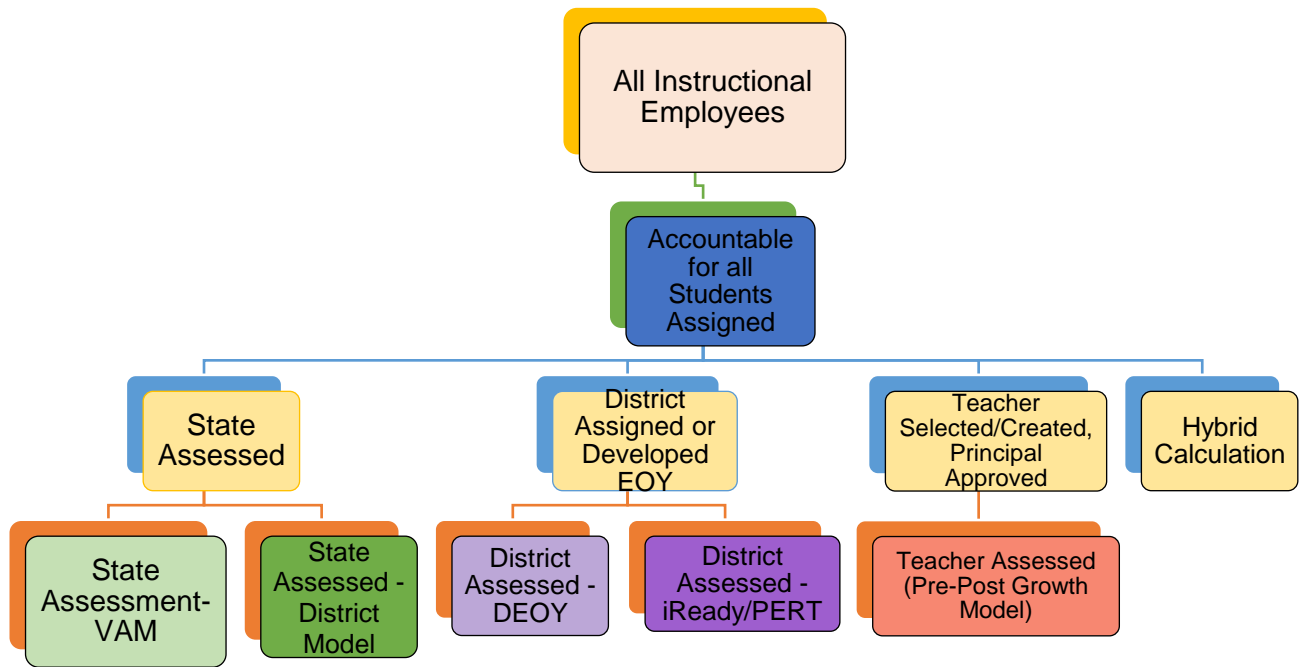 All Instructional
Employees
Accountable
for all
Students
Assigned
State
Assessed
District
Assigned or
Developed
EOY
Teacher
Selected/Created,
Principal
Approved
Hybrid
Calculation
State
Assessment-
VAM
State
Assessed -
District
Model
District
Assessed -
DEOY
District
Assessed -
iReady/PERT
Teacher Assessed
(Pre-Post Growth
Model)